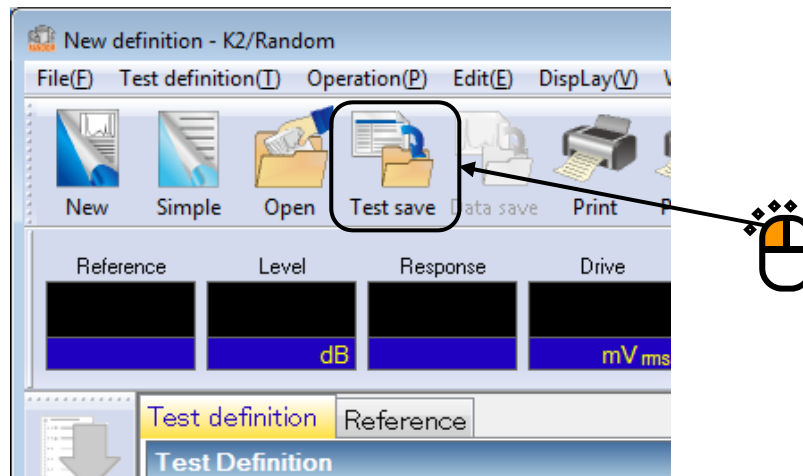 New definition - K2/Random
File(F) Test definition(T) Operation(P) Edit(E) DispLay(V)
New Simple Open Test save Data save Print
Reference Level Response Drive
dB mV rms
Test definition Reference
Test Definition